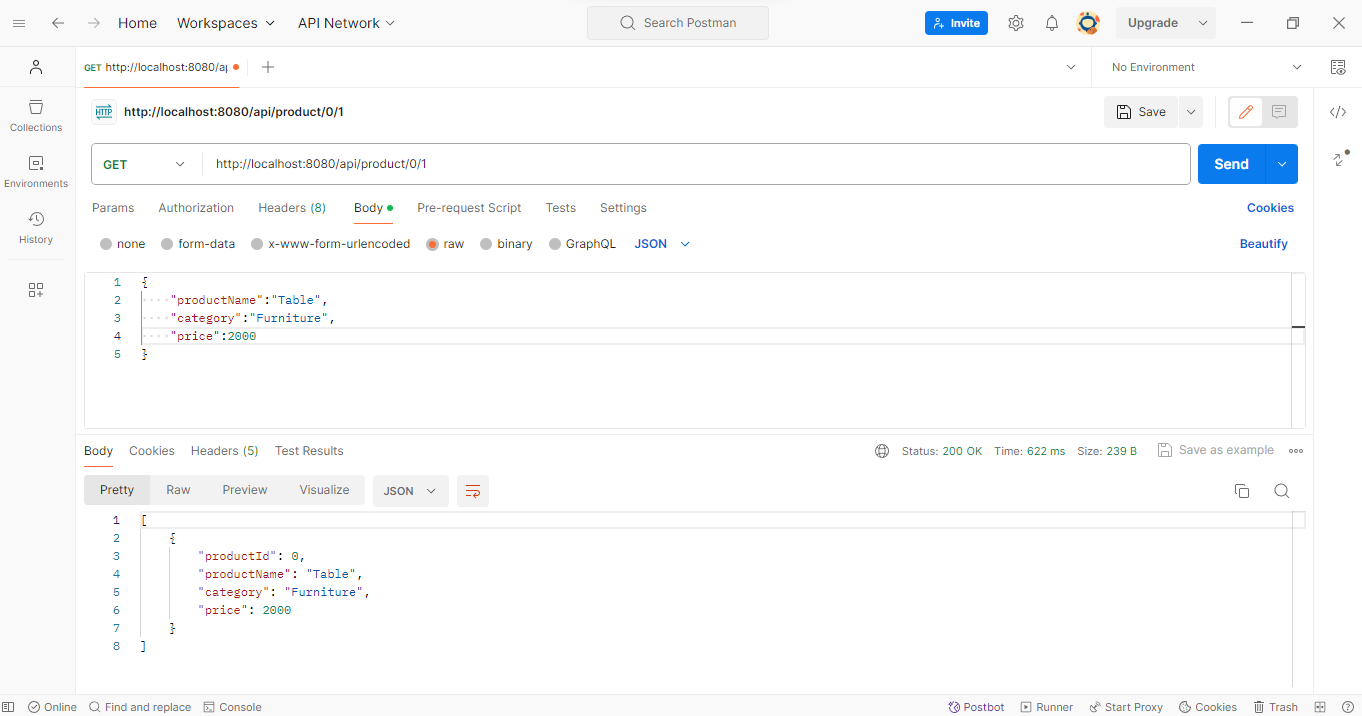 Home Workspaces API Network Search Postman Invite Upgrade
GET http://localhost:8080/ap No Environment
HTTP http://localhost:8080/api/product/0/1 Save
Collections
GET http://localhost:8080/api/product/0/1 Send
Environments
Params Authorization Headers (8) Body Pre-request Script Tests Settings Cookies
History
none form-data x-www-form-urlencoded raw binary GraphQL JSON Beautify
1 {
2 "productName":"Table",
3 "category":"Furniture",
4 "price":2000
5 }
Body Cookies Headers (5) Test Results Status: 200 OK Time: 622 ms Size: 239 B Save as example
Pretty Raw Preview Visualize JSON
1 [
2 {
3 "productId": 0,
4 "productName": "Table",
5 "category": "Furniture",
6 "price": 2000
7 }
8 ]
Online Find and replace Console Postbot Runner Start Proxy Cookies Trash